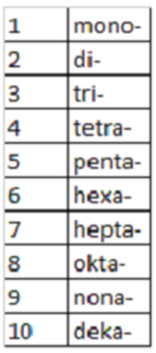 1 mono-
2 di-
3 tri-
4 tetra-
5 penta-
6 hexa-
7 hepta-
8 okta-
9 nona-
10 deka-